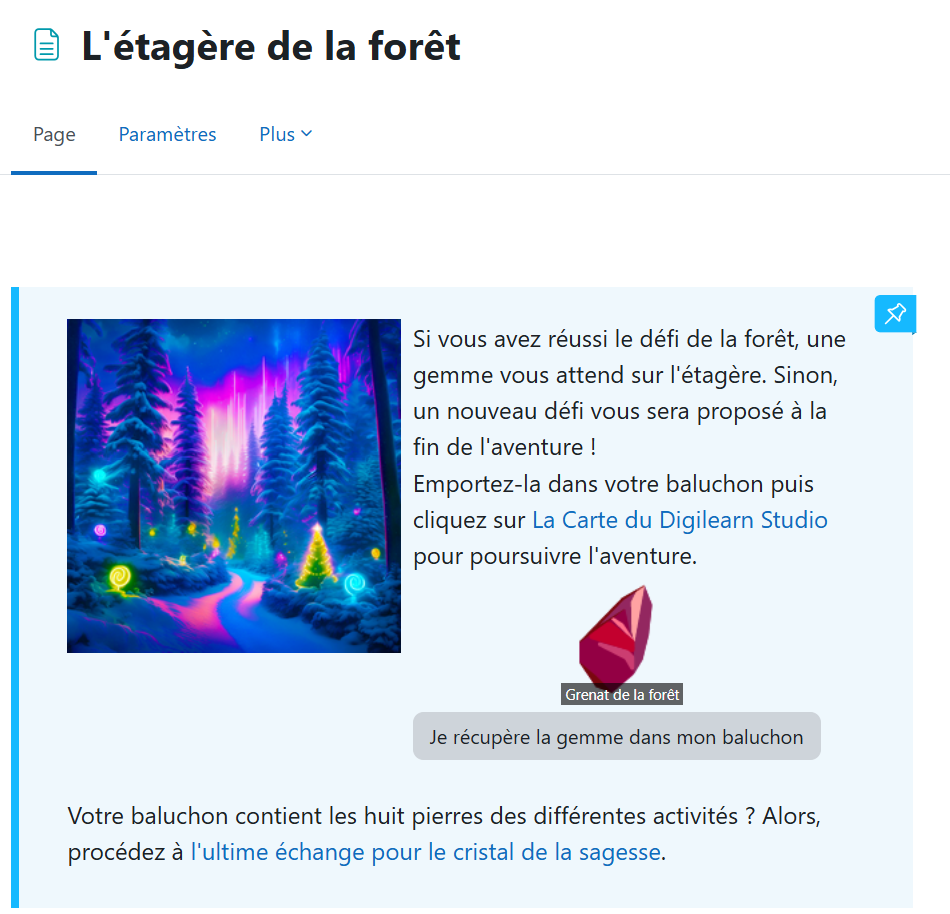 L'étagère de la forêt
Page
Paramètres
Plus
Si vous avez réussi le défi de la forêt, une
gemme vous attend sur l'étagère. Sinon,
un nouveau défi vous sera proposé à la
fin de l'aventure !
Emportez-la dans votre baluchon puis
cliquez sur La Carte du Digilearn Studio
pour poursuivre l'aventure.
Grenat de la forêt
Je récupère la gemme dans mon baluchon
Votre baluchon contient les huit pierres des différentes activités ? Alors,
procédez à l'ultime échange pour le cristal de la sagesse.